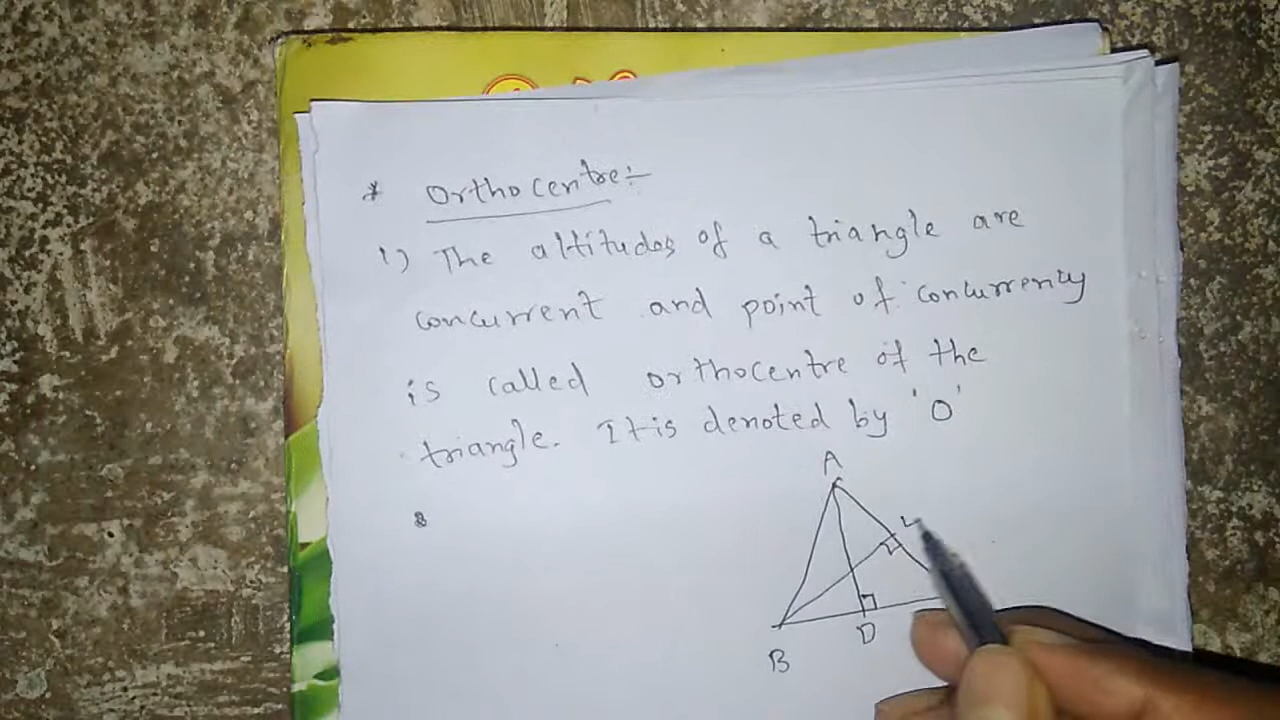 * Orthocentre:-
1) The altitudes of a triangle are
concurrent and point of concurrency
is called orthocentre of the
triangle. It is denoted by 'O'
A
B
D